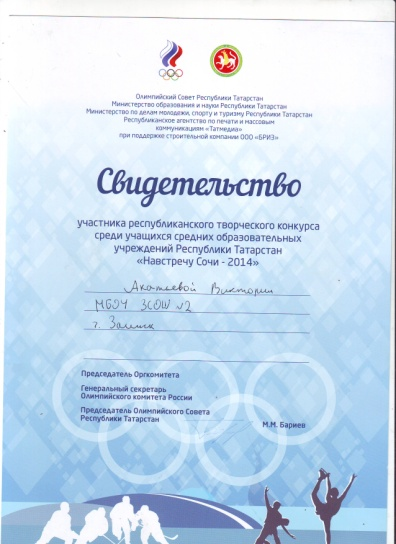 Олимпийский Совет Республики Татарстан
Министерство образования и науки Республики Татарстан
Министерство по делам молодежи, спорту и туризму Республики Татарстан
Республиканское агентство по печати и массовым
коммуникациям «Татмедиа»
при поддержке строительной компании ООО «БРИЗ»
Свидетельство
участника республиканского творческого конкурса
среди учащихся средних образовательных
учреждений Республики Татарстан
«Навстречу Сочи - 2014»
Виктории
МБОУ ЗСОШ №2
г. Заинск
Председатель Оргкомитета
Генеральный секретарь
Олимпийского комитета России
Председатель Олимпийского Совета
Республики Татарстан
М.М. Бариев